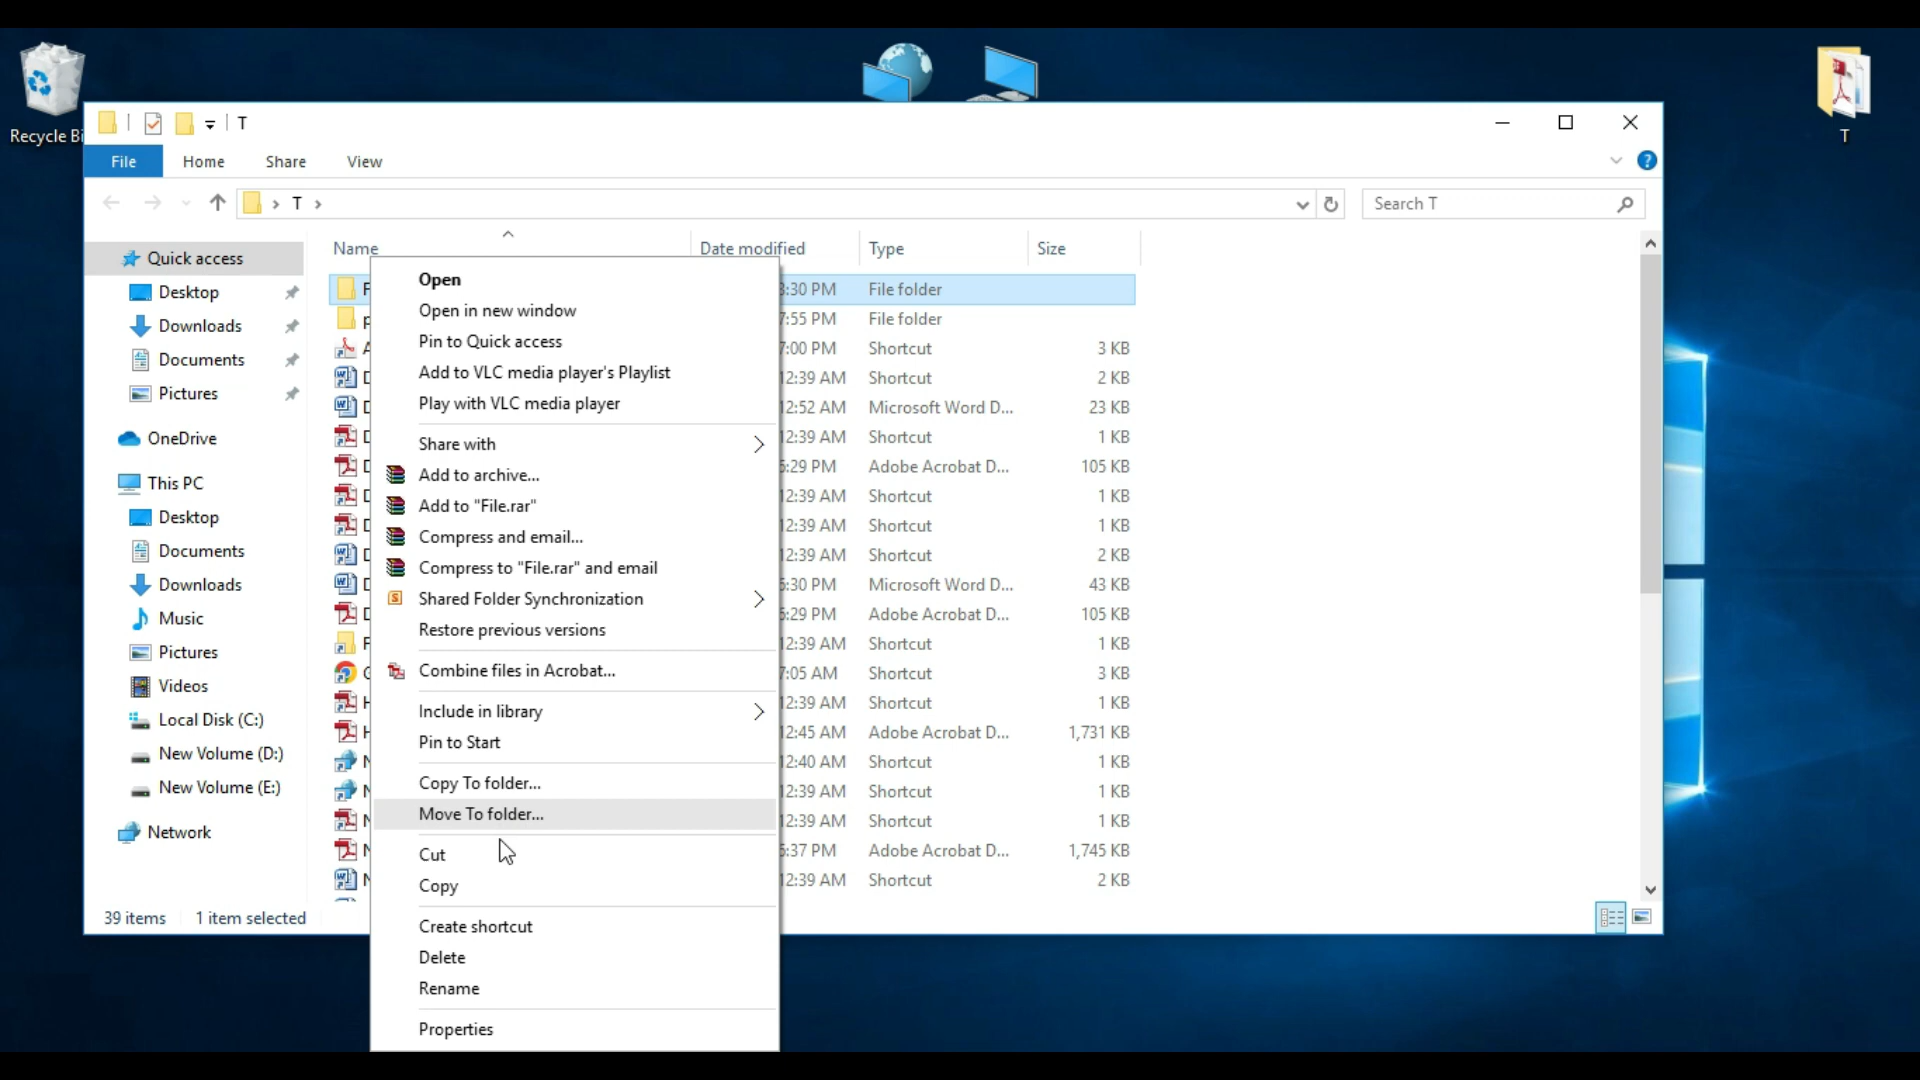 Recycle Bi
T
T
File
Home
Share
View
T
Search T
Name
Date modified
Type
Size
Quick access
Desktop
Downloads
Documents
Pictures
OneDrive
This PC
Desktop
Documents
Downloads
Music
Pictures
Videos
Local Disk (C:)
New Volume (D:)
New Volume (E:)
Network
Open
Open in new window
Pin to Quick access
Add to VLC media player's Playlist
Play with VLC media player
Share with
Add to archive...
Add to "File.rar"
Compress and email...
Compress to "File.rar" and email
Shared Folder Synchronization
Restore previous versions
Combine files in Acrobat...
Include in library
Pin to Start
Copy To folder...
Move To folder...
Cut
Copy
Create shortcut
Delete
Rename
Properties
:30 PM File folder
7:55 PM File folder
7:00 PM Shortcut 3 KB
12:39 AM Shortcut 2 KB
12:52 AM Microsoft Word D... 23 KB
12:39 AM Shortcut 1 KB
:29 PM Adobe Acrobat D... 105 KB
12:39 AM Shortcut 1 KB
12:39 AM Shortcut 1 KB
12:39 AM Shortcut 2 KB
:30 PM Microsoft Word D... 43 KB
:29 PM Adobe Acrobat D... 105 KB
12:39 AM Shortcut 1 KB
7:05 AM Shortcut 3 KB
12:39 AM Shortcut 1 KB
12:45 AM Adobe Acrobat D... 1,731 KB
12:40 AM Shortcut 1 KB
12:39 AM Shortcut 1 KB
12:39 AM Shortcut 1 KB
:37 PM Adobe Acrobat D... 1,745 KB
12:39 AM Shortcut 2 KB
39 items
1 item selected